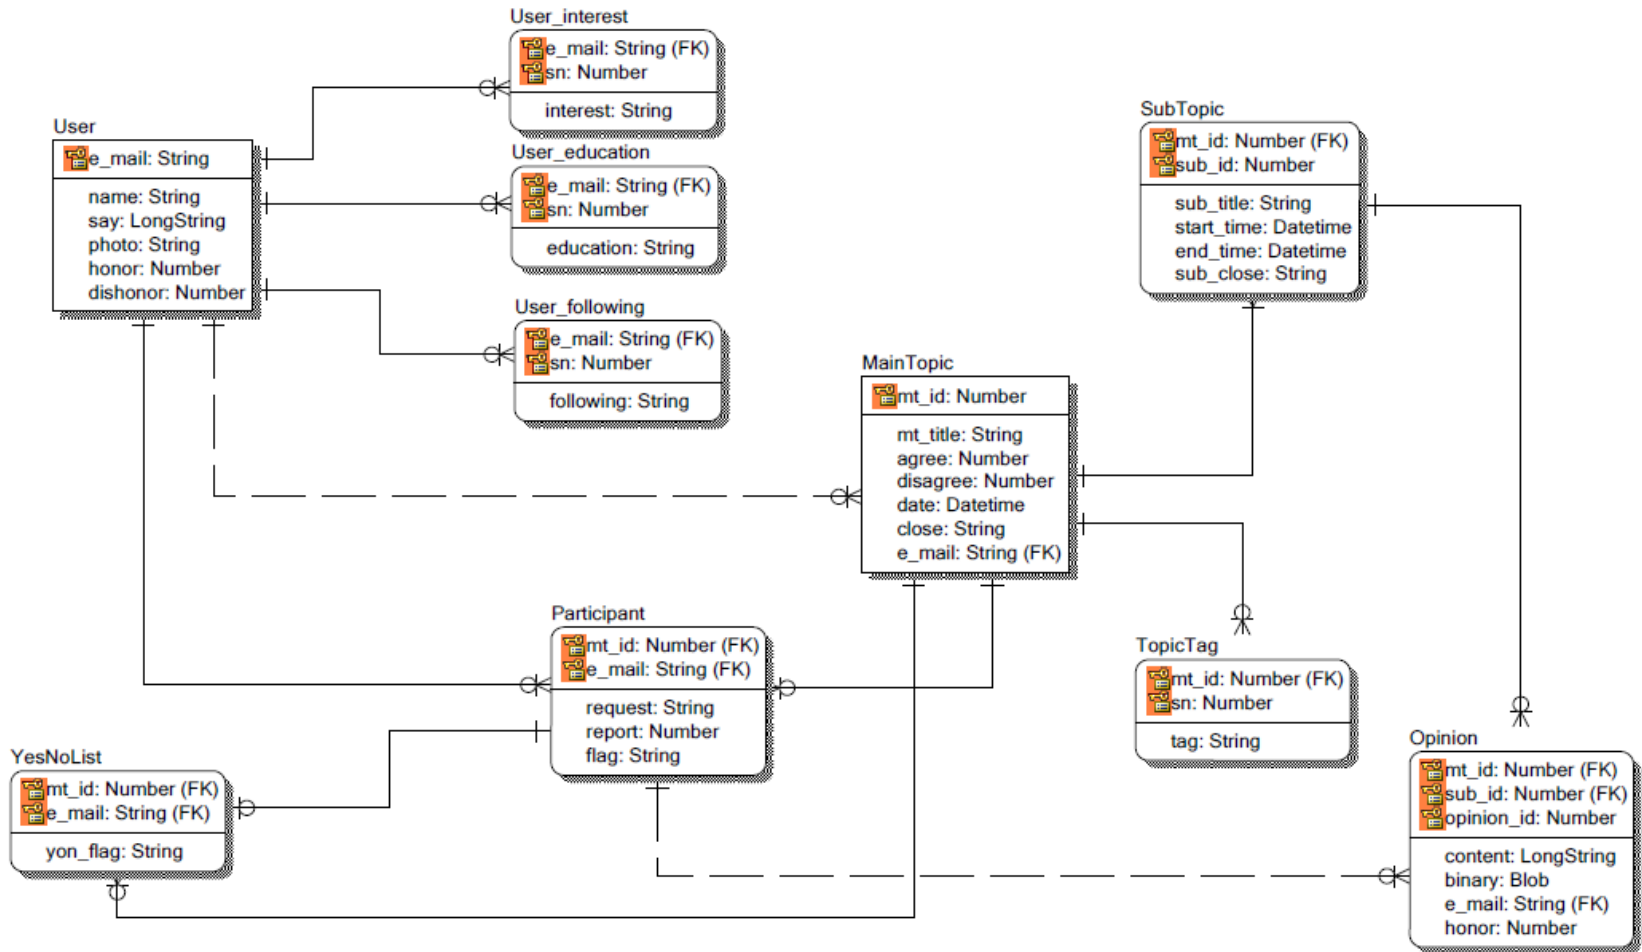 User_interest
e_mail: String (FK)
sn: Number
interest: String
User
e_mail: String
name: String
say: LongString
photo: String
honor: Number
dishonor: Number
User_education
e_mail: String (FK)
sn: Number
education: String
User_following
e_mail: String (FK)
sn: Number
following: String
SubTopic
mt_id: Number (FK)
sub_id: Number
sub_title: String
start_time: Datetime
end_time: Datetime
sub_close: String
MainTopic
mt_id: Number
mt_title: String
agree: Number
disagree: Number
date: Datetime
close: String
e_mail: String (FK)
Participant
mt_id: Number (FK)
e_mail: String (FK)
request: String
report: Number
flag: String
TopicTag
mt_id: Number (FK)
sn: Number
tag: String
YesNoList
mt_id: Number (FK)
e_mail: String (FK)
yon_flag: String
Opinion
mt_id: Number (FK)
sub_id: Number (FK)
opinion_id: Number
content: LongString
binary: Blob
e_mail: String (FK)
honor: Number